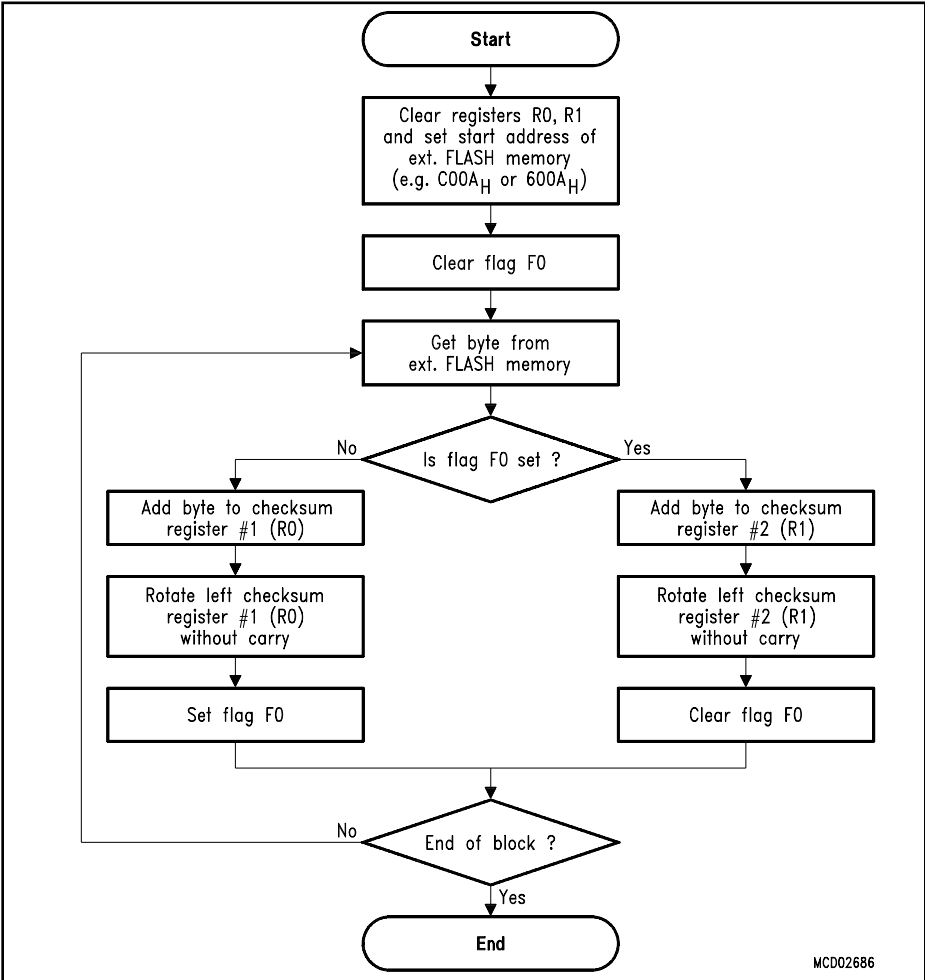 Start
Clear registers R0, R1
and set start address of
ext. FLASH memory
(e.g. C00AH or 600AH)
Clear flag F0
Get byte from
ext. FLASH memory
Is flag F0 set ?
No
Yes
Add byte to checksum
register #1 (R0)
Add byte to checksum
register #2 (R1)
Rotate left checksum
register #1 (R0)
without carry
Rotate left checksum
register #2 (R1)
without carry
Set flag F0
Clear flag F0
No
End of block ?
Yes
End
MCD02686